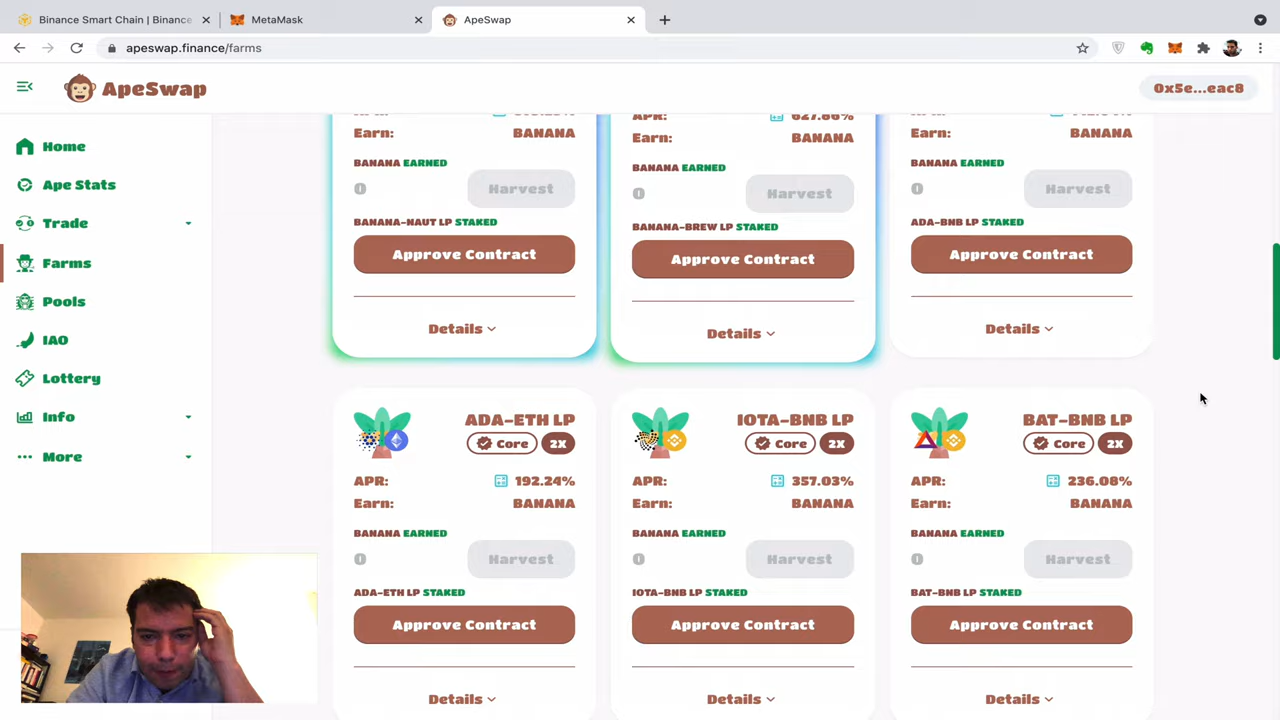 Binance Smart Chain | Binance
MetaMask
ApeSwap
apeswap.finance/farms
ApeSwap
0x5e...eac8
Home
Ape Stats
Trade
Farms
Pools
IAO
Lottery
Info
More
Earn: BANANA
BANANA EARNED
0 Harvest
BANANA-NAUT LP STAKED
Approve Contract
Details
APR: 627.86%
Earn: BANANA
BANANA EARNED
0 Harvest
BANANA-BREW LP STAKED
Approve Contract
Details
Earn: BANANA
BANANA EARNED
0 Harvest
ADA-BNB LP STAKED
Approve Contract
Details
ADA-ETH LP
Core 2X
APR: 192.24%
Earn: BANANA
BANANA EARNED
0 Harvest
ADA-ETH LP STAKED
Approve Contract
Details
IOTA-BNB LP
Core 2X
APR: 357.03%
Earn: BANANA
BANANA EARNED
0 Harvest
IOTA-BNB LP STAKED
Approve Contract
Details
BAT-BNB LP
Core 2X
APR: 236.08%
Earn: BANANA
BANANA EARNED
0 Harvest
BAT-BNB LP STAKED
Approve Contract
Details